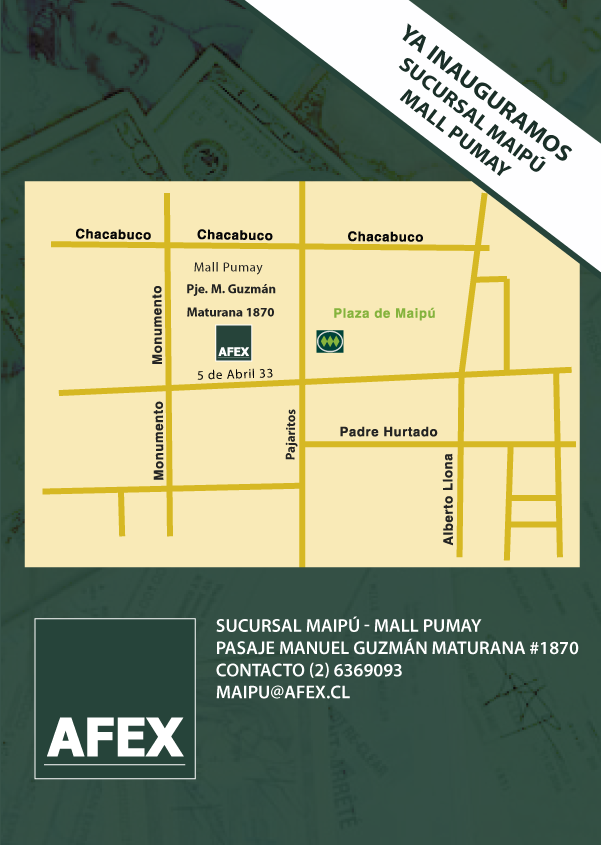 YA INAUGURAMOS
SUCURSAL MAIPÚ
MALL PUMAY
Chacabuco
Chacabuco
Chacabuco
Mall Pumay
Pje. M. Guzmán
Maturana 1870
AFEX
5 de Abril 33
Monumento
Plaza de Maipú
Monumento
Pajaritos
Padre Hurtado
Alberto Llona
SUCURSAL MAIPÚ - MALL PUMAY
PASAJE MANUEL GUZMÁN MATURANA #1870
CONTACTO (2) 6369093
MAIPU@AFEX.CL
AFEX